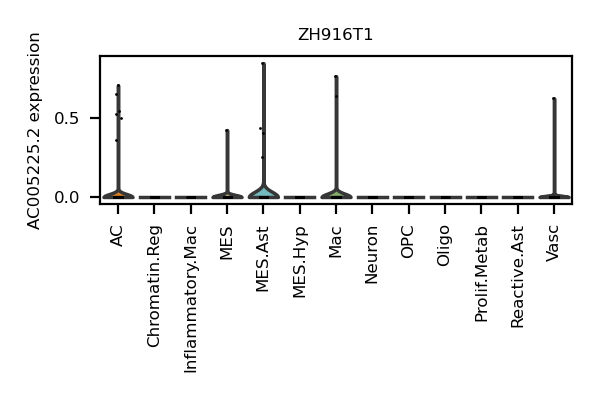 ZH916T1
AC005225.2 expression
0.5
0.0
AC
Chromatin.Reg
Inflammatory.Mac
MES
MES.Ast
MES.Hyp
Mac
Neuron
OPC
Oligo
Prolif.Metab
Reactive.Ast
Vasc